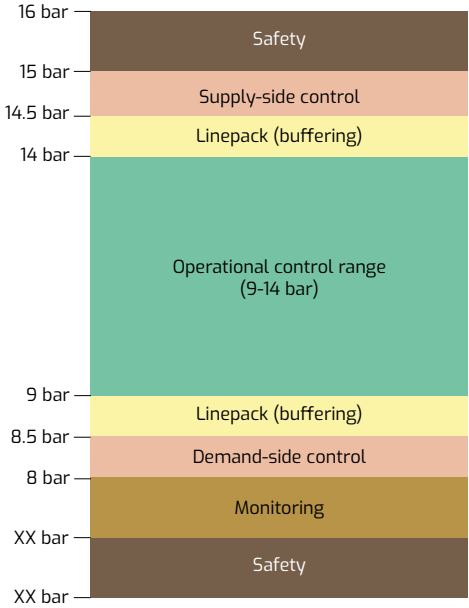 16 bar
Safety
15 bar
Supply-side control
14.5 bar
Linepack (buffering)
14 bar
Operational control range
(9-14 bar)
9 bar
Linepack (buffering)
8.5 bar
Demand-side control
8 bar
Monitoring
XX bar
Safety
XX bar